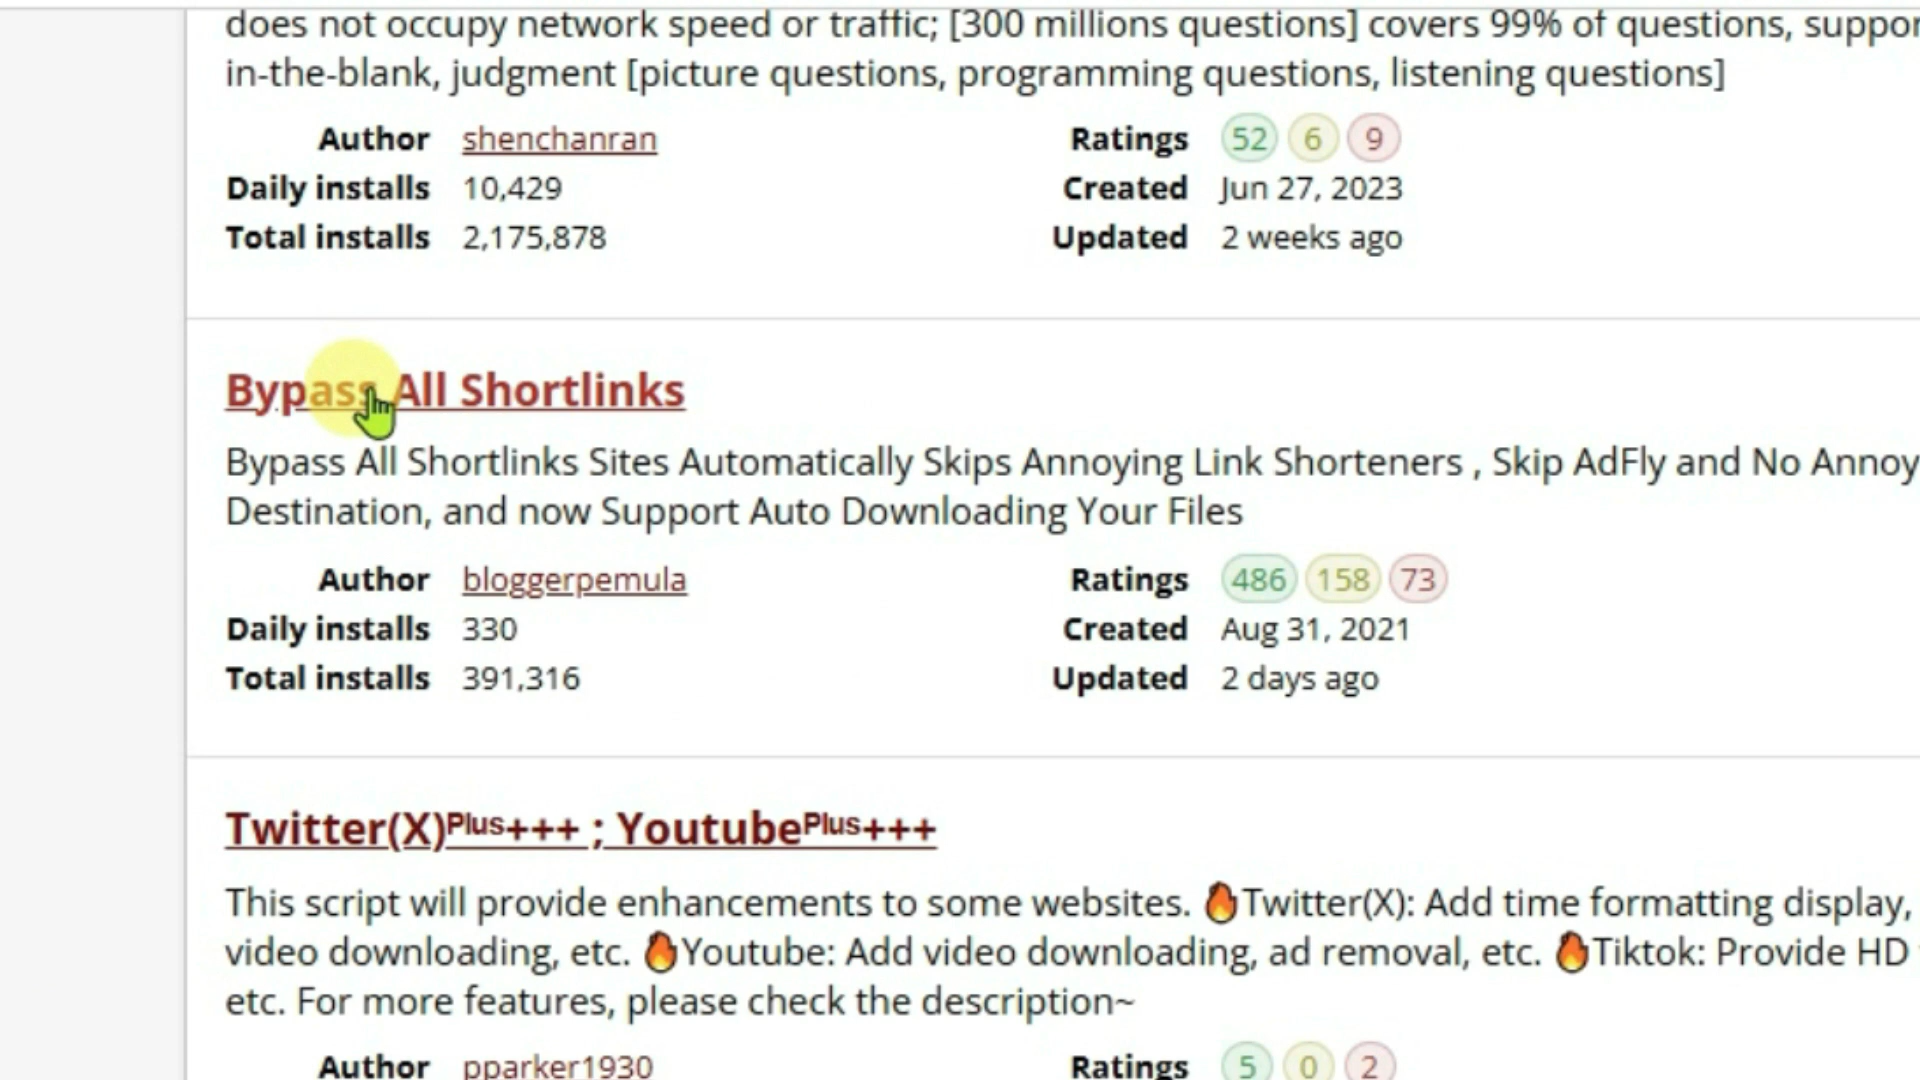 does not occupy network speed or traffic; [300 millions questions] covers 99% of questions, suppor
in-the-blank, judgment [picture questions, programming questions, listening questions]
Author shenchanran Ratings 52 6 9
Daily installs 10,429 Created Jun 27, 2023
Total installs 2,175,878 Updated 2 weeks ago
Bypass All Shortlinks
Bypass All Shortlinks Sites Automatically Skips Annoying Link Shorteners , Skip AdFly and No Annoy
Destination, and now Support Auto Downloading Your Files
Author bloggerpemula Ratings 486 158 73
Daily installs 330 Created Aug 31, 2021
Total installs 391,316 Updated 2 days ago
Twitter(X)ᴾˡᵘˢ+++ ; Youtubeᴾˡᵘˢ+++
This script will provide enhancements to some websites. 🔥Twitter(X): Add time formatting display,
video downloading, etc. 🔥Youtube: Add video downloading, ad removal, etc. 🔥Tiktok: Provide HD
etc. For more features, please check the description~
Author pparker1930 Ratings 5 0 2